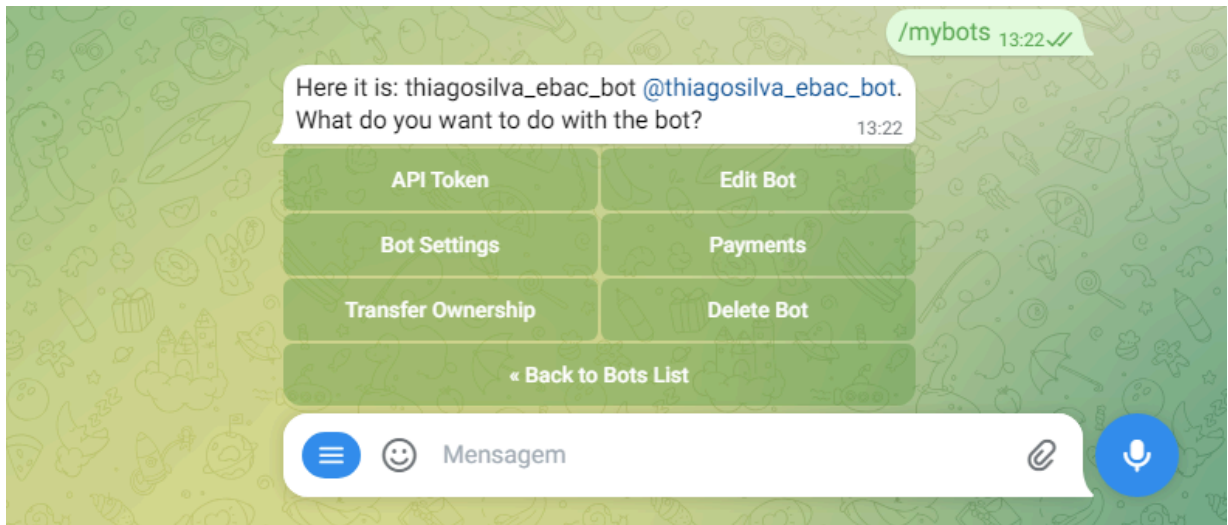 /mybots 13:22
Here it is: thiagosilva_ebac_bot @thiagosilva_ebac_bot.
What do you want to do with the bot?
13:22
API Token
Edit Bot
Bot Settings
Payments
Transfer Ownership
Delete Bot
« Back to Bots List
Mensagem